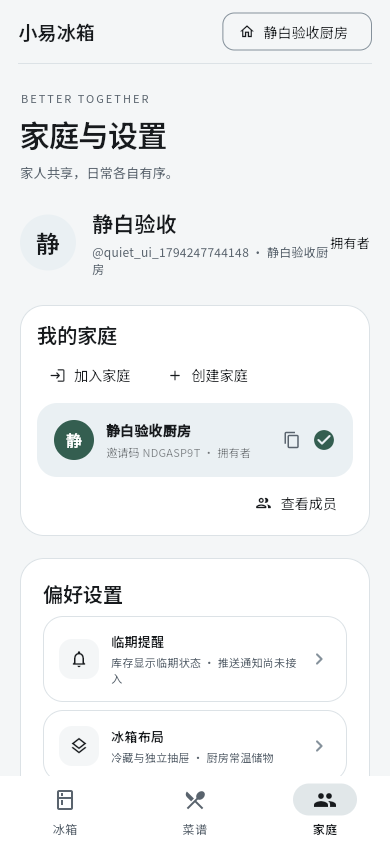 小易冰箱
静白验收厨房
BETTER TOGETHER
家庭与设置
家人共享，日常各自有序。
静
静白验收
@quiet_ui_1794247744148 · 静白验收厨
房
拥有者
我的家庭
加入家庭
创建家庭
静
静白验收厨房
邀请码 NDGASP9T · 拥有者
查看成员
偏好设置
临期提醒
库存显示临期状态 · 推送通知尚未接
入
冰箱布局
冷藏与独立抽屉 · 厨房常温储物
冰箱
菜谱
家庭